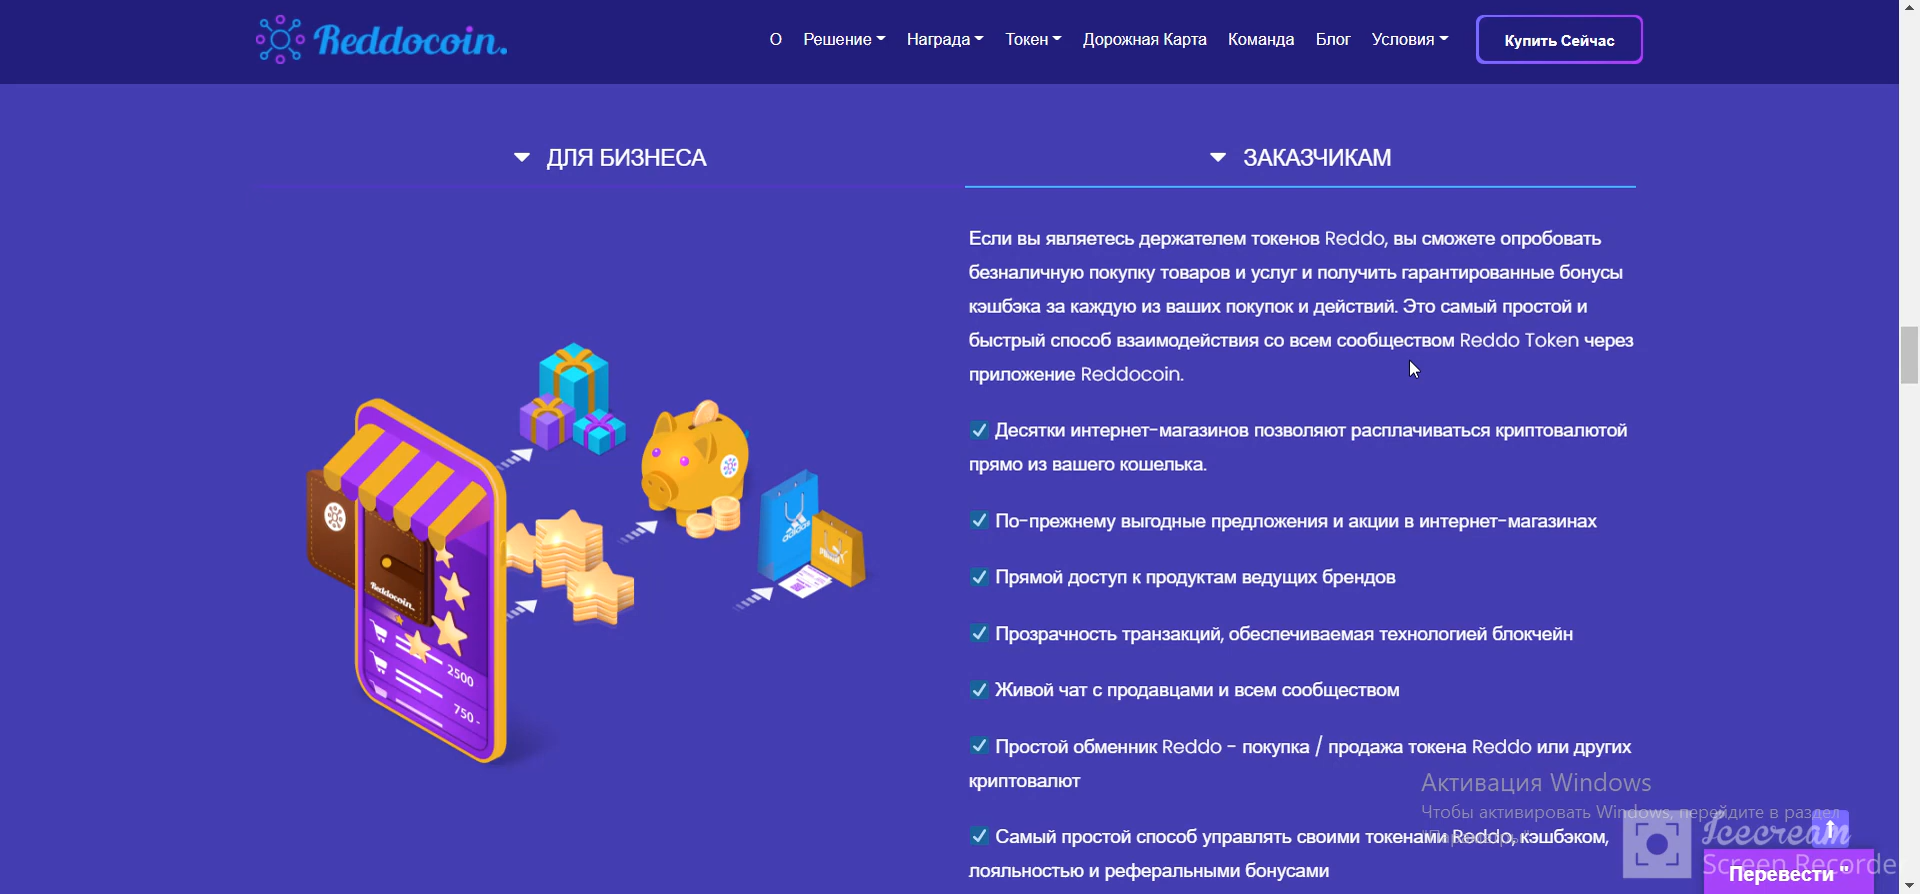 Reddocoin.
О Решение Награда Токен Дорожная Карта Команда Блог Условия Купить Сейчас
ДЛЯ БИЗНЕСА
ЗАКАЗЧИКАМ
Если вы являетесь держателем токенов Reddo, вы сможете опробовать
безналичную покупку товаров и услуг и получить гарантированные бонусы
кэшбэка за каждую из ваших покупок и действий. Это самый простой и
быстрый способ взаимодействия со всем сообществом Reddo Token через
приложение Reddocoin.
Десятки интернет-магазинов позволяют расплачиваться криптовалютой
прямо из вашего кошелька.
По-прежнему выгодные предложения и акции в интернет-магазинах
Прямой доступ к продуктам ведущих брендов
Прозрачность транзакций, обеспечиваемая технологией блокчейн
Живой чат с продавцами и всем сообществом
Простой обменник Reddo - покупка / продажа токена Reddo или других
криптовалют
Самый простой способ управлять своими токенами Reddo, кэшбэком,
лояльностью и реферальными бонусами
adidas
Reddocoin.
2500
750 -
Активация Windows
Чтобы активировать Windows, перейдите в раздел
Icecream
Screen Recorder
Перевести "